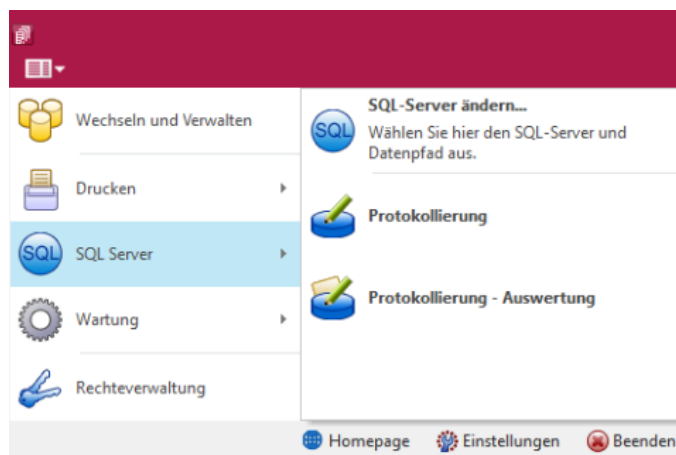 Wechseln und Verwalten
Drucken
SQL
SQL Server
Wartung
Rechteverwaltung
SQL
SQL-Server ändern...
Wählen Sie hier den SQL-Server und
Datenpfad aus.
Protokollierung
Protokollierung - Auswertung
Homepage Einstellungen Beenden